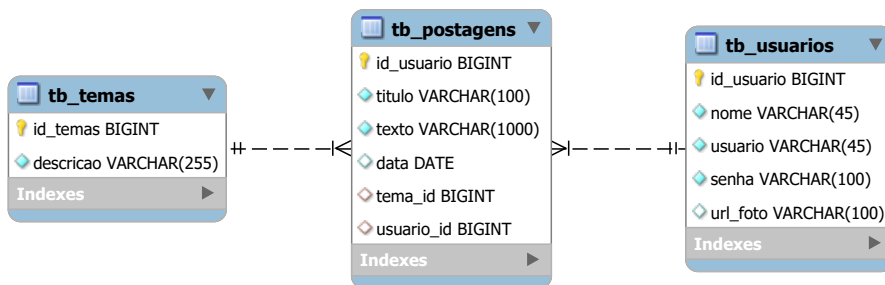 tb_temas
id_temas BIGINT
descricao VARCHAR(255)
Indexes
tb_postagens
id_usuario BIGINT
titulo VARCHAR(100)
texto VARCHAR(1000)
data DATE
tema_id BIGINT
usuario_id BIGINT
Indexes
tb_usuarios
id_usuario BIGINT
nome VARCHAR(45)
usuario VARCHAR(45)
senha VARCHAR(100)
url_foto VARCHAR(100)
Indexes